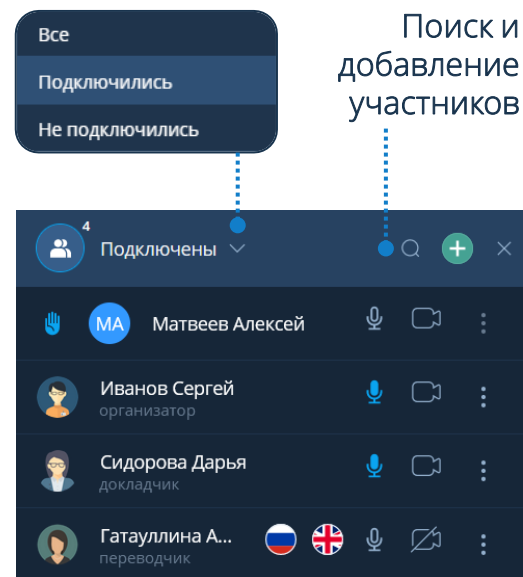 Все
Подключились
Не подключились
Поиск и
добавление
участников
4
Подключены
МА
Матвеев Алексей
Иванов Сергей
организатор
Сидорова Дарья
докладчик
Гатауллина А...
переводчик